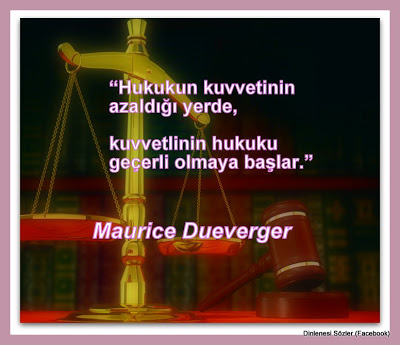 “Hukukun kuvvetinin
azaldığı yerde,
kuvvetlinin hukuku
geçerli olmaya başlar.”
Maurice Dueverger
Dinlenesi Sözler (Facebook)